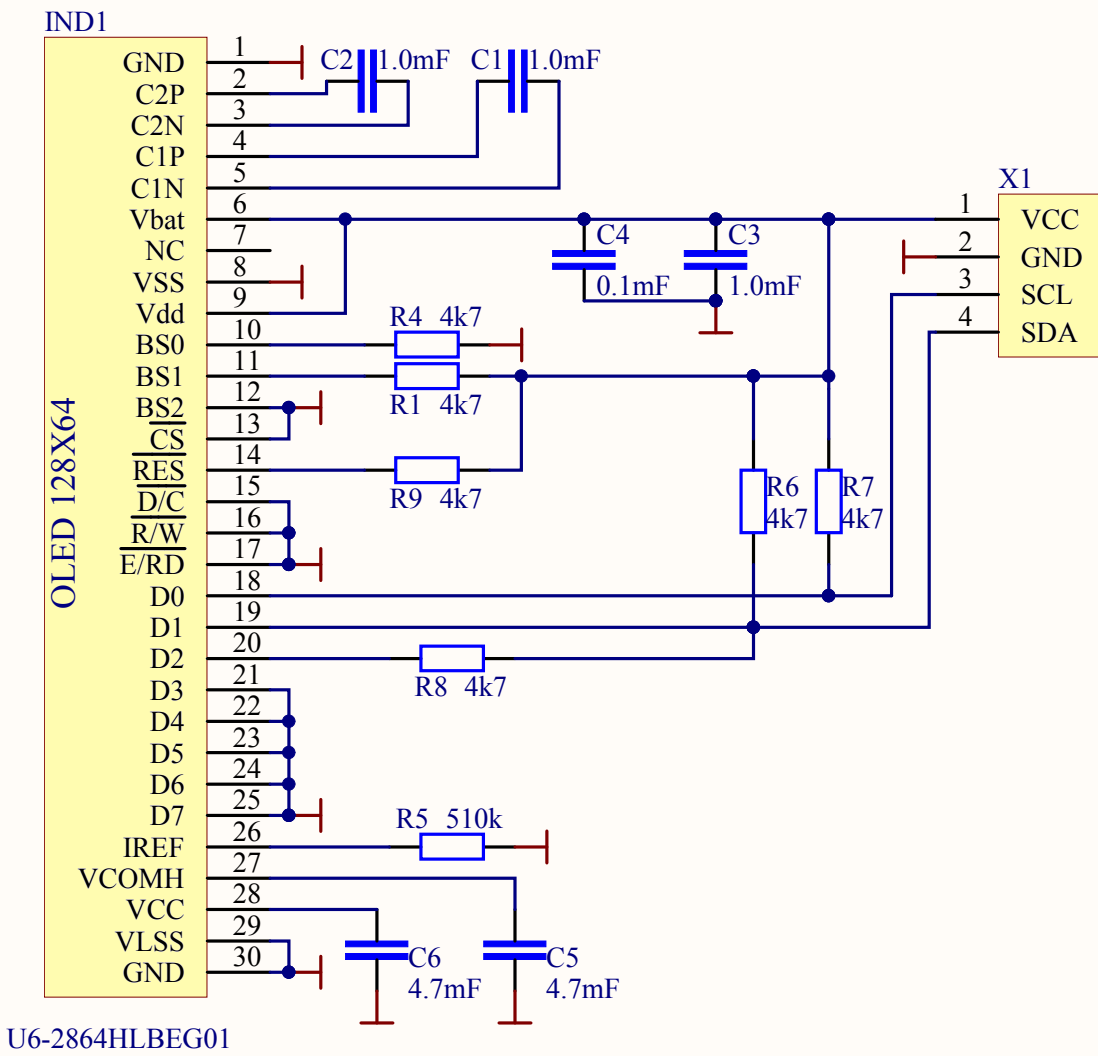 IND1
GND 1
C2P 2
C2N 3
C1P 4
C1N 5
Vbat 6
NC 7
VSS 8
Vdd 9
BS0 10
BS1 11
BS2 12
CS 13
RES 14
D/C 15
R/W 16
E/RD 17
D0 18
D1 19
D2 20
D3 21
D4 22
D5 23
D6 24
D7 25
IREF 26
VCOMH 27
VCC 28
VLSS 29
GND 30
OLED 128X64
U6-2864HLBEG01
C2 1.0mF
C1 1.0mF
C4
0.1mF
C3
1.0mF
R4 4k7
R1 4k7
R9 4k7
R6
4k7
R7
4k7
R8 4k7
R5 510k
C6
4.7mF
C5
4.7mF
X1
1 VCC
2 GND
3 SCL
4 SDA